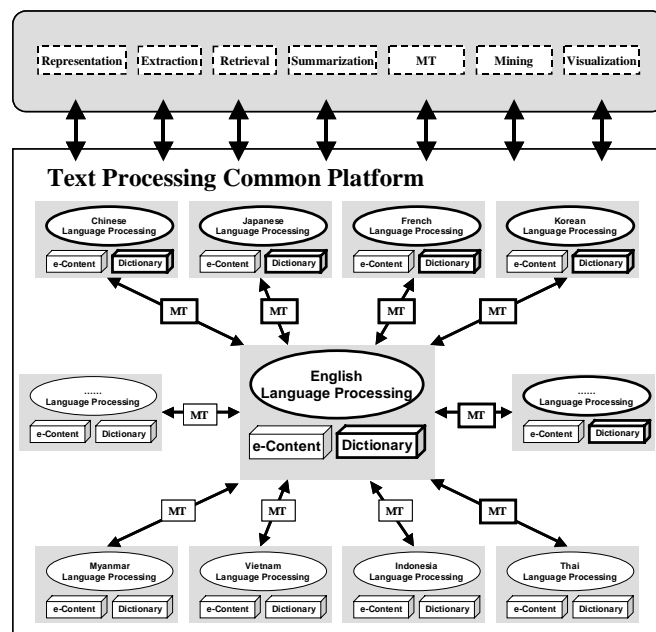 Representation Extraction Retrieval Summarization MT Mining Visualization
Text Processing Common Platform
Chinese
Language Processing
e-Content Dictionary
Japanese
Language Processing
e-Content Dictionary
French
Language Processing
e-Content Dictionary
Korean
Language Processing
e-Content Dictionary
MT MT MT MT
......
Language Processing
e-Content Dictionary
MT
English
Language Processing
e-Content Dictionary
MT
......
Language Processing
e-Content Dictionary
MT MT MT MT
Myanmar
Language Processing
e-Content Dictionary
Vietnam
Language Processing
e-Content Dictionary
Indonesia
Language Processing
e-Content Dictionary
Thai
Language Processing
e-Content Dictionary